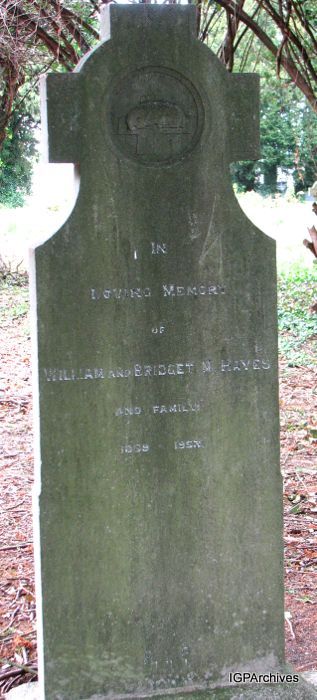 IN
LOVING MEMORY
OF
WILLIAM AND BRIDGET M. HAYES
AND FAMILY
IGPArchives